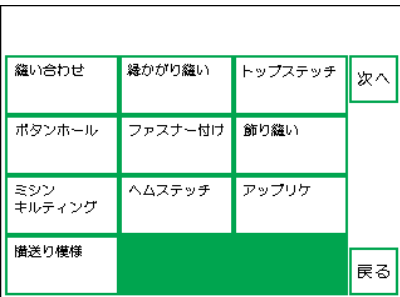 縫い合わせ
縁かがり縫い
トップステッチ
次へ
ボタンホール
ファスナー付け
飾り縫い
ミシン
キルティング
ヘムステッチ
アップリケ
横送り模様
戻る